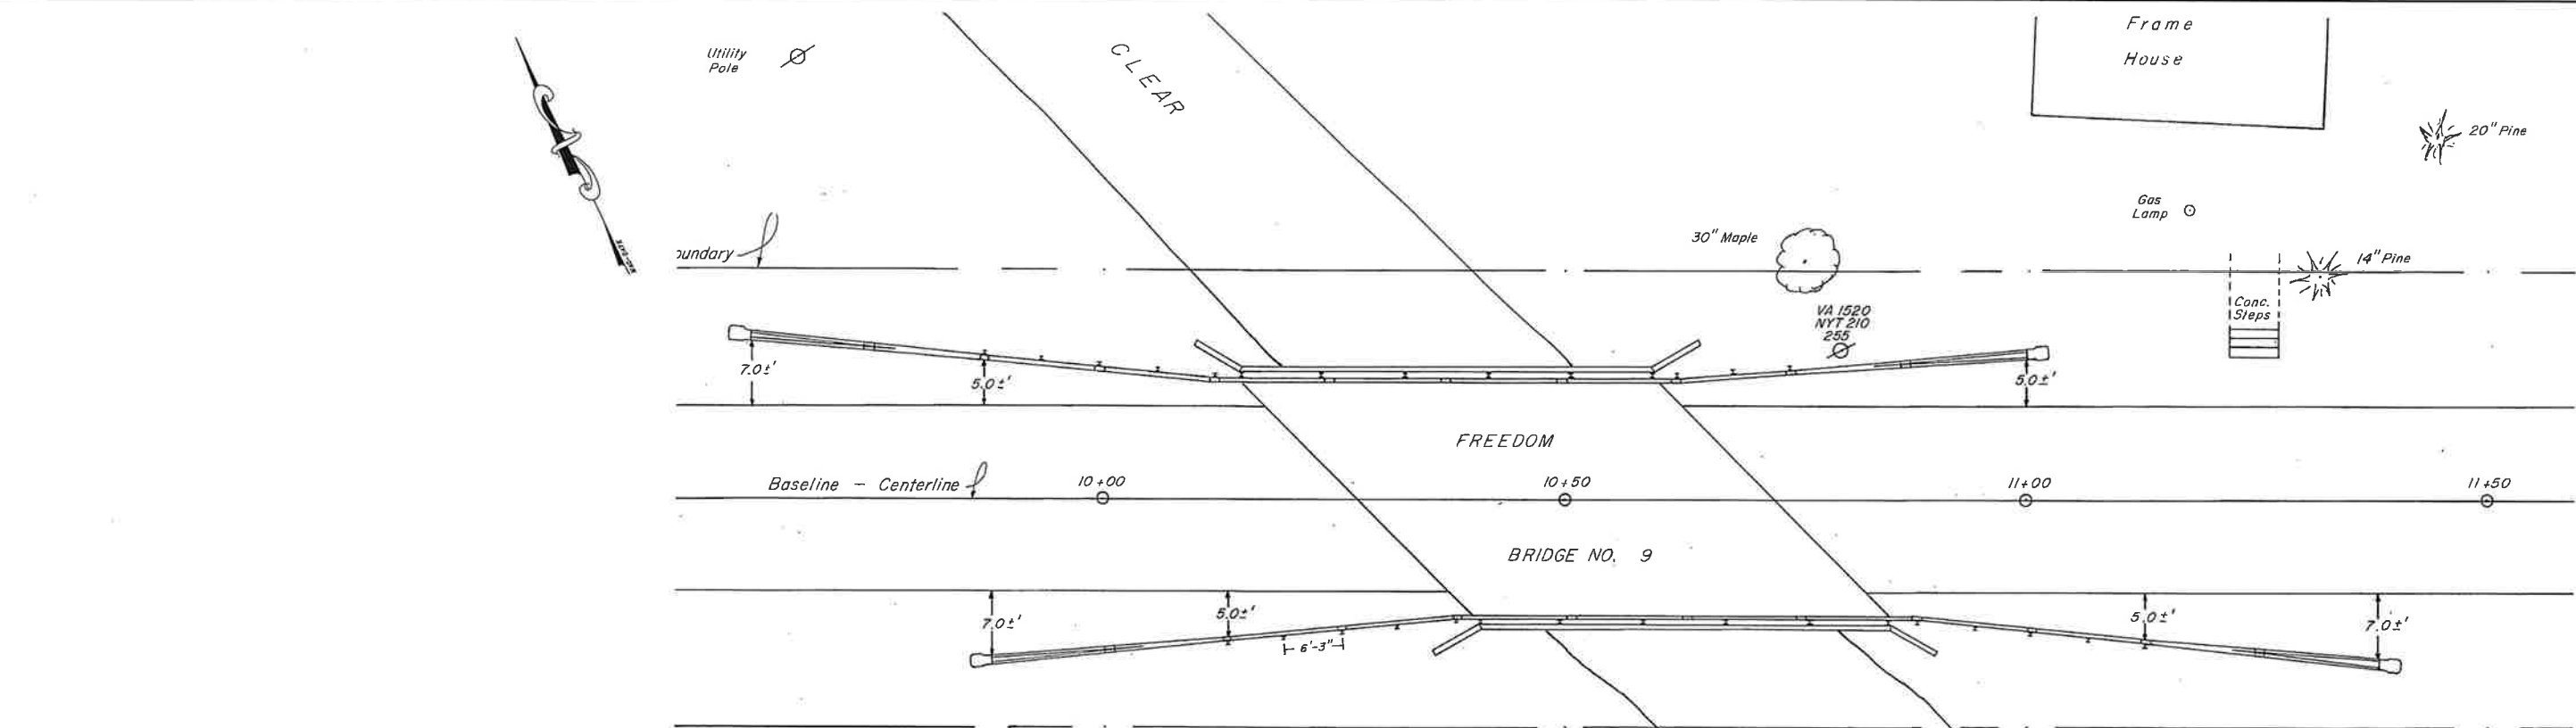 Frame
House
Utility
Pole
CLEAR
20" Pine
Gas
Lamp
30" Maple
oundary
14" Pine
Conc.
Steps
VA 1520
NYT 210
255
7.0±'
5.0±'
5.0±'
FREEDOM
Baseline - Centerline
10+00
10+50
11+00
11+50
BRIDGE NO. 9
7.0±'
5.0±'
6'-3"
5.0±'
7.0±'